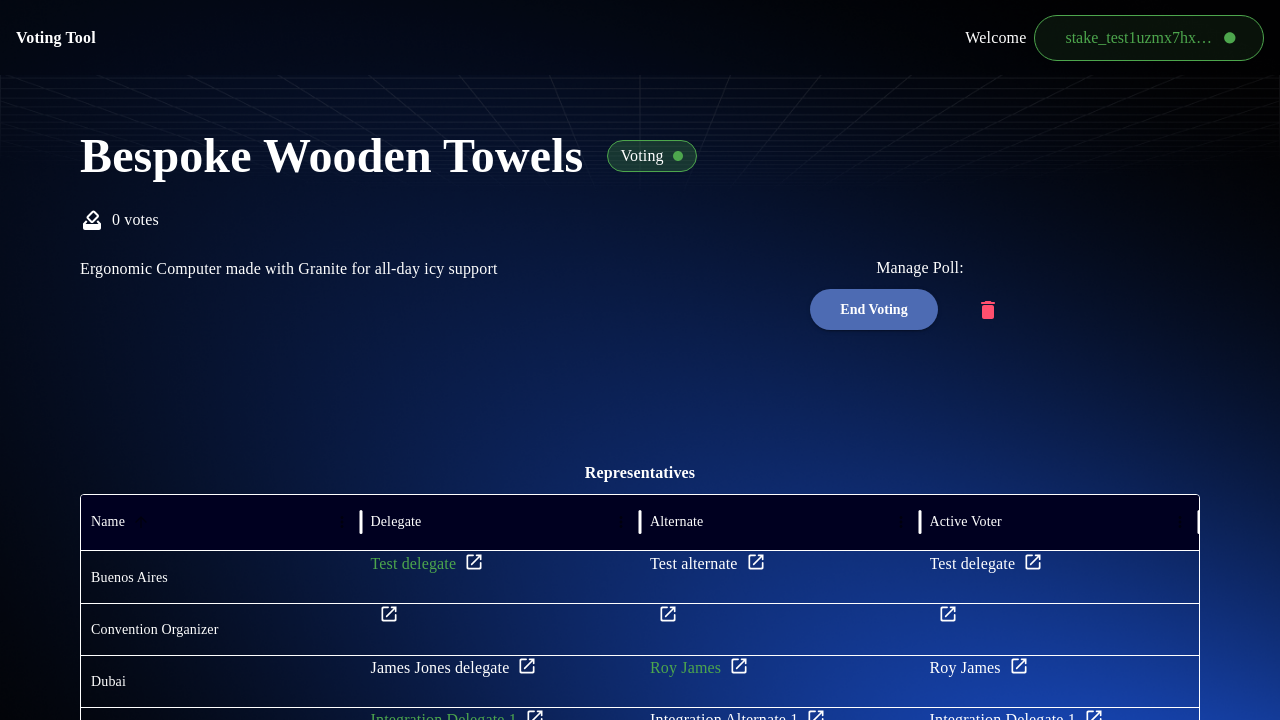 Voting Tool
Welcome stake_test1uzmx7hx…
Bespoke Wooden Towels Voting
0 votes
Ergonomic Computer made with Granite for all-day icy support
Manage Poll:
End Voting
Representatives
Name Delegate Alternate Active Voter
Buenos Aires Test delegate Test alternate Test delegate
Convention Organizer
Dubai James Jones delegate Roy James Roy James
Integration Delegate 1 Integration Alternate 1 Integration Delegate 1